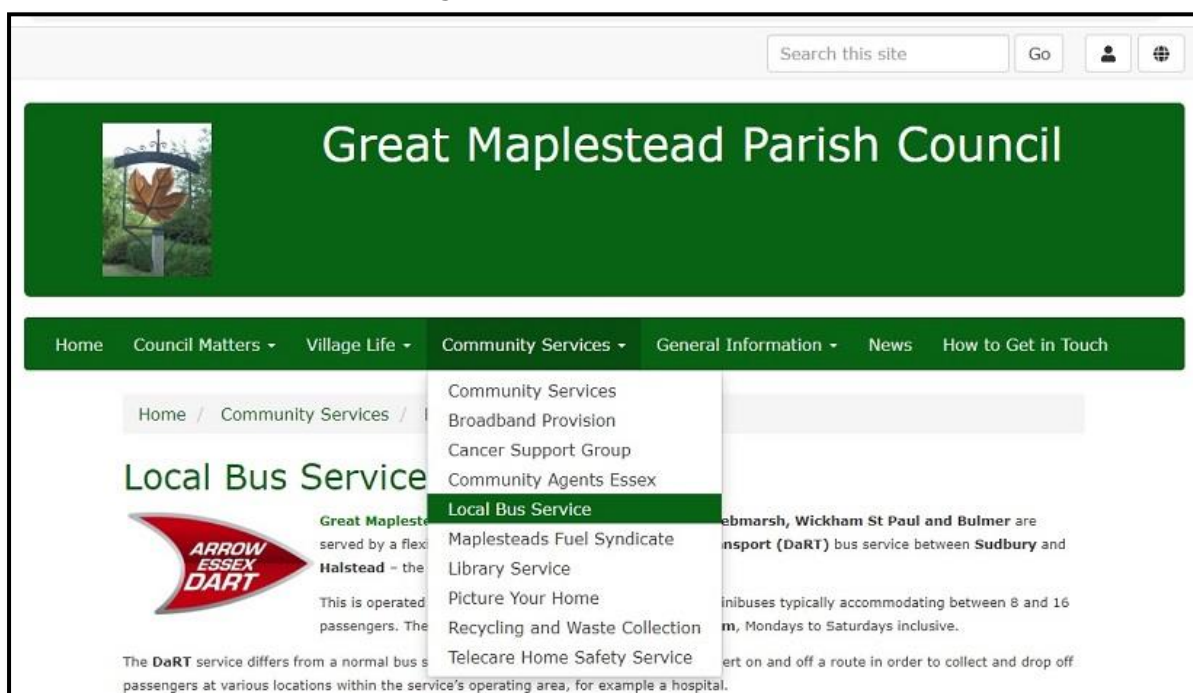 Search this site Go
Great Maplestead Parish Council
Home Council Matters Village Life Community Services General Information News How to Get in Touch
Home / Community Services /
Community Services
Broadband Provision
Cancer Support Group
Community Agents Essex
Local Bus Service
Maplesteads Fuel Syndicate
Library Service
Picture Your Home
Recycling and Waste Collection
Telecare Home Safety Service
Local Bus Service
ARROW
ESSEX
DART
Great Wickham St Paul and Bulmer are
served by a (DaRT) bus service between Sudbury and
Halstead – the
This is operated typically accommodating between 8 and 16
passengers. The Mondays to Saturdays inclusive.
The DaRT service differs from a normal bus on and off a route in order to collect and drop off
passengers at various locations within the service's operating area, for example a hospital.